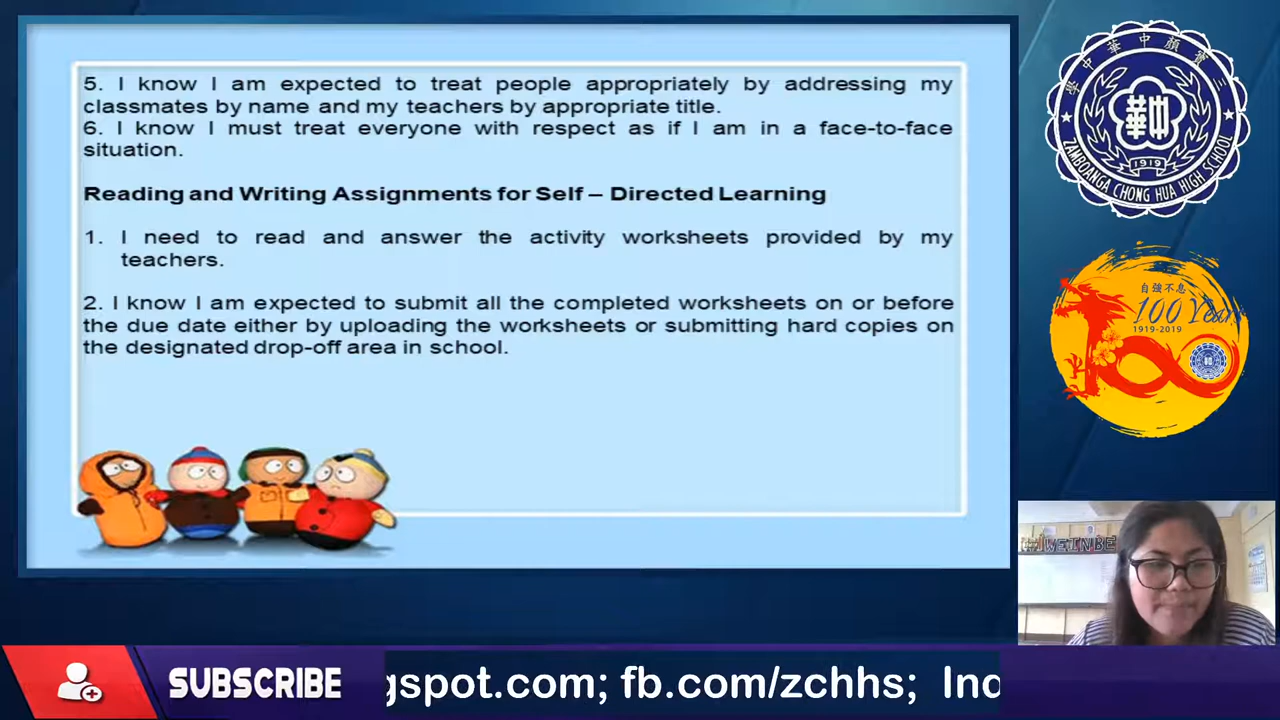 5. I know I am expected to treat people appropriately by addressing my
classmates by name and my teachers by appropriate title.
6. I know I must treat everyone with respect as if I am in a face-to-face
situation.
Reading and Writing Assignments for Self – Directed Learning
1. I need to read and answer the activity worksheets provided by my
teachers.
2. I know I am expected to submit all the completed worksheets on or before
the due date either by uploading the worksheets or submitting hard copies on
the designated drop-off area in school.
1919
ZAMBOANGA CHONG HUA HIGH SCHOOL
自強不息
100 Years
1919-2019
SUBSCRIBE
gspot.com; fb.com/zchhs; Ind